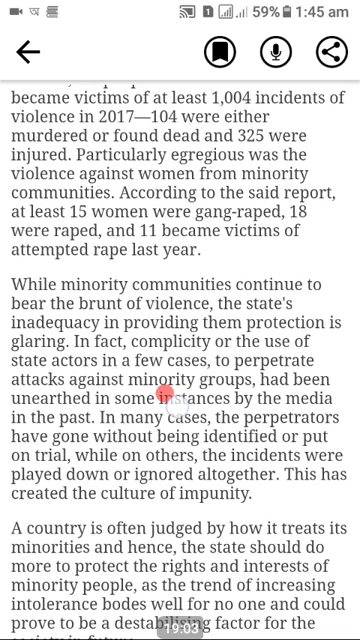 অ 1 59% 1:45 am
became victims of at least 1,004 incidents of
violence in 2017—104 were either
murdered or found dead and 325 were
injured. Particularly egregious was the
violence against women from minority
communities. According to the said report,
at least 15 women were gang-raped, 18
were raped, and 11 became victims of
attempted rape last year.
While minority communities continue to
bear the brunt of violence, the state's
inadequacy in providing them protection is
glaring. In fact, complicity or the use of
state actors in a few cases, to perpetrate
attacks against minority groups, had been
unearthed in some instances by the media
in the past. In many cases, the perpetrators
have gone without being identified or put
on trial, while on others, the incidents were
played down or ignored altogether. This has
created the culture of impunity.
A country is often judged by how it treats its
minorities and hence, the state should do
more to protect the rights and interests of
minority people, as the trend of increasing
intolerance bodes well for no one and could
prove to be a destabilising factor for the
19:03